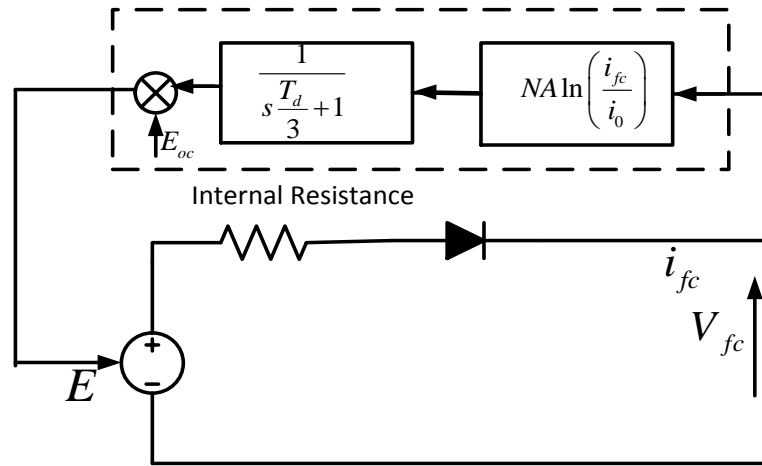 1
s T_d/3 + 1
NA ln(i_fc/i_0)
E_oc
Internal Resistance
i_fc
+
V_fc
E
−